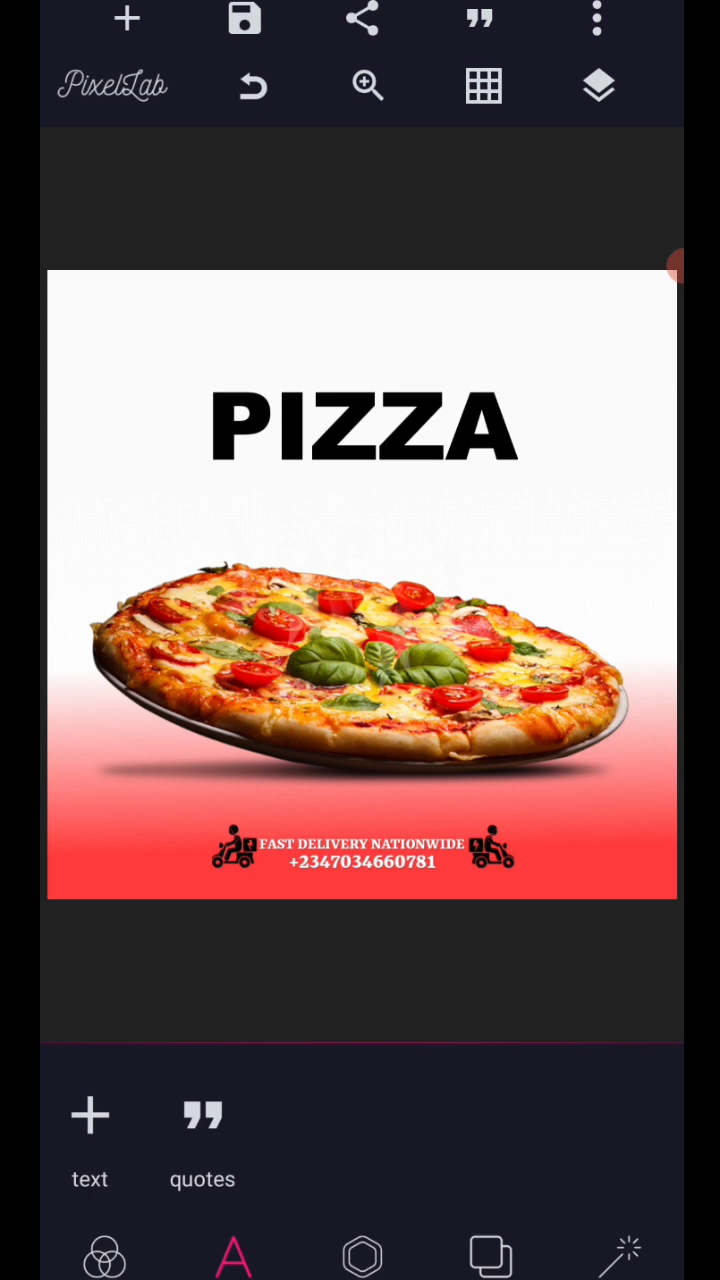 PixelLab
PIZZA
FAST DELIVERY NATIONWIDE
+2347034660781
text
quotes